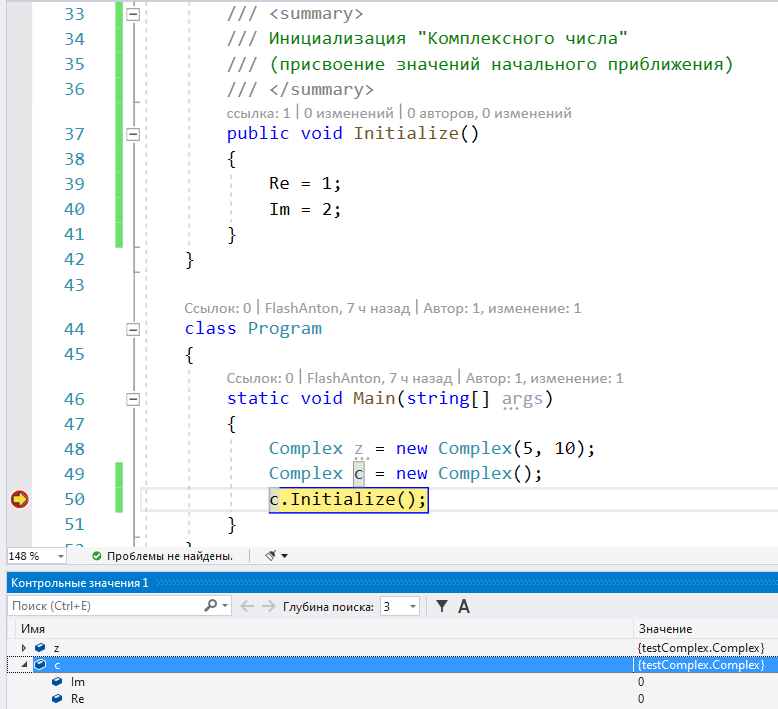 33 /// <summary>
34 /// Инициализация "Комплексного числа"
35 /// (присвоение значений начального приближения)
36 /// </summary>
ссылка: 1 | 0 изменений | 0 авторов, 0 изменений
37 public void Initialize()
38 {
39 Re = 1;
40 Im = 2;
41 }
42 }
43
Ссылок: 0 | FlashAnton, 7 ч назад | Автор: 1, изменение: 1
44 class Program
45 {
Ссылок: 0 | FlashAnton, 7 ч назад | Автор: 1, изменение: 1
46 static void Main(string[] args)
47 {
48 Complex z = new Complex(5, 10);
49 Complex c = new Complex();
50 c.Initialize();
51 }
148 % Проблемы не найдены.
Контрольные значения 1
Поиск (Ctrl+E) Глубина поиска: 3 A
Имя Значение
z {testComplex.Complex}
c {testComplex.Complex}
Im 0
Re 0